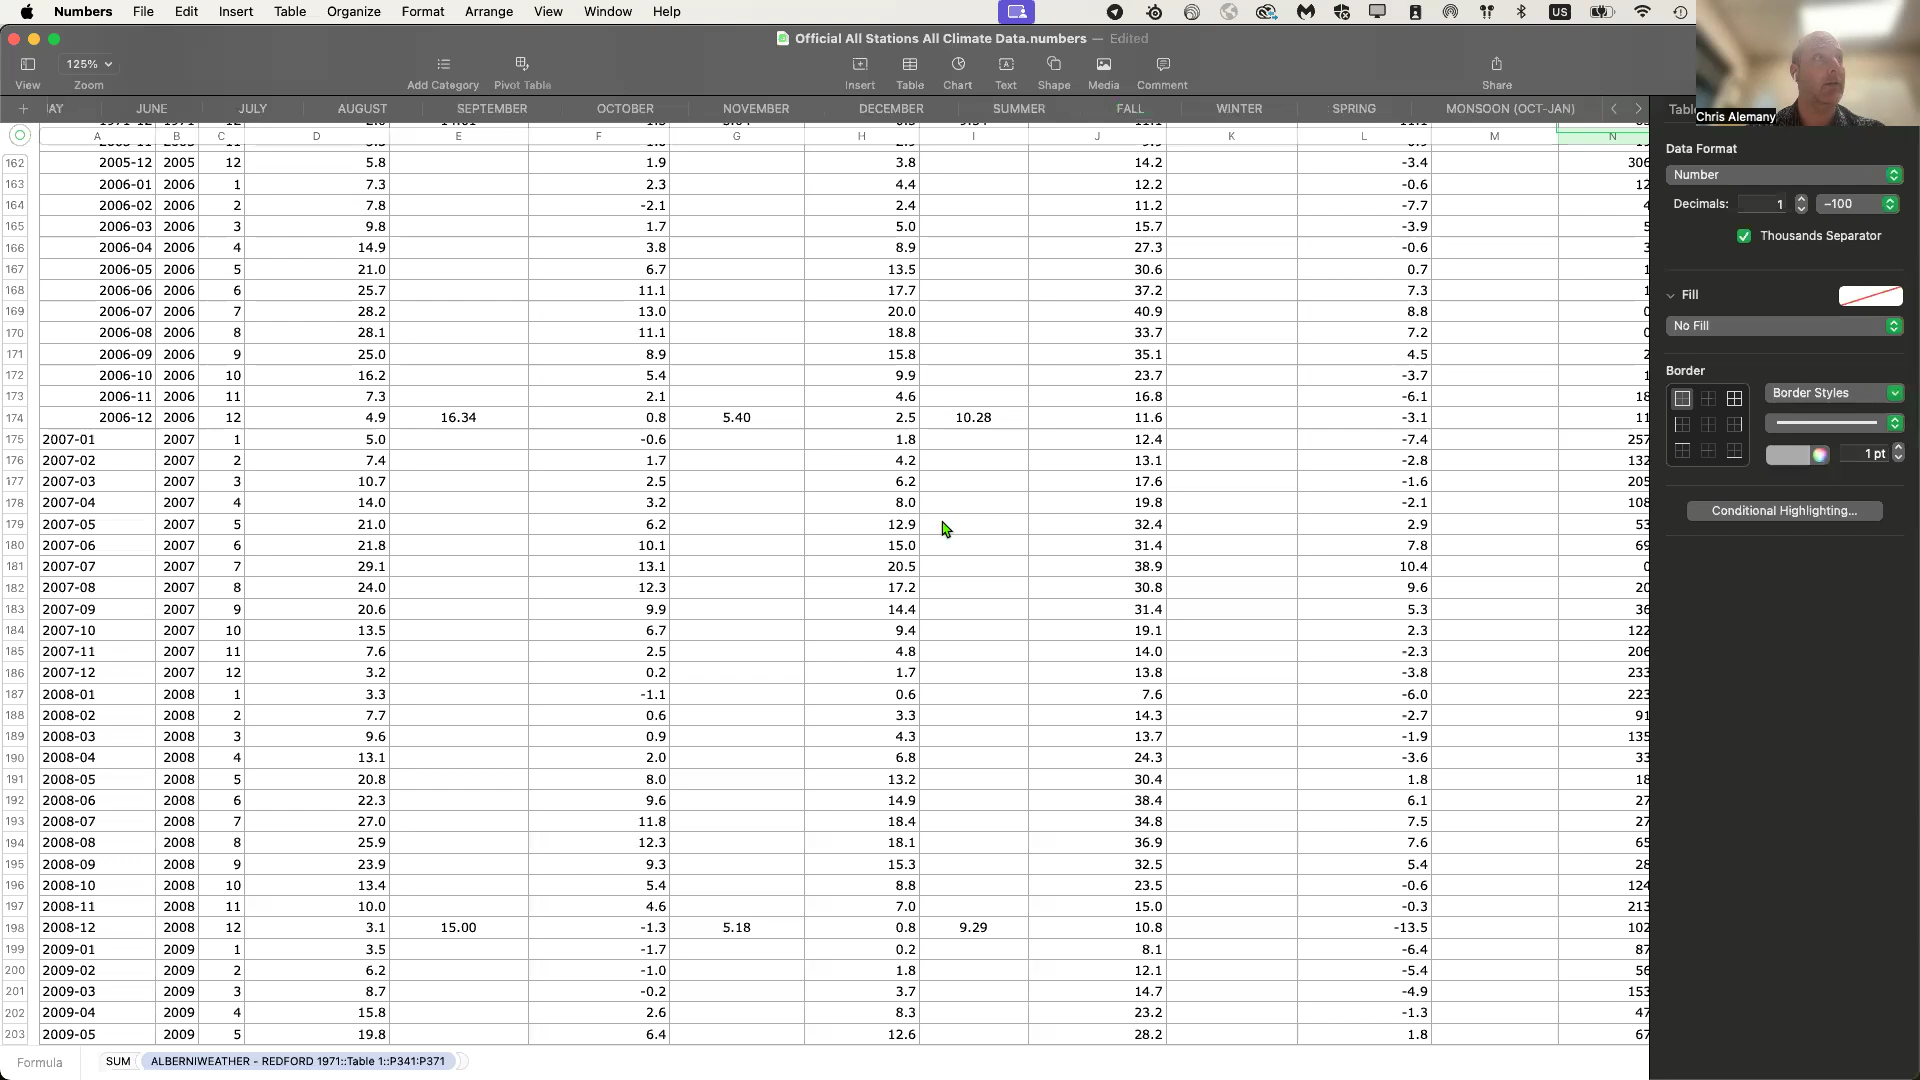 Numbers File Edit Insert Table Organize Format Arrange View Window Help US
Official All Stations All Climate Data.numbers — Edited
125%
View Zoom Add Category Pivot Table Insert Table Chart Text Shape Media Comment Share
AY JUNE JULY AUGUST SEPTEMBER OCTOBER NOVEMBER DECEMBER SUMMER FALL WINTER SPRING MONSOON (OCT-JAN)
Chris Alemany
A B C D E F G H I J K L M N
162 2005-12 2005 12 5.8 1.9 3.8 14.2 -3.4 306
163 2006-01 2006 1 7.3 2.3 4.4 12.2 -0.6 12
164 2006-02 2006 2 7.8 -2.1 2.4 11.2 -7.7 4
165 2006-03 2006 3 9.8 1.7 5.0 15.7 -3.9 5
166 2006-04 2006 4 14.9 3.8 8.9 27.3 -0.6 3
167 2006-05 2006 5 21.0 6.7 13.5 30.6 0.7 1
168 2006-06 2006 6 25.7 11.1 17.7 37.2 7.3 1
169 2006-07 2006 7 28.2 13.0 20.0 40.9 8.8 0
170 2006-08 2006 8 28.1 11.1 18.8 33.7 7.2 0
171 2006-09 2006 9 25.0 8.9 15.8 35.1 4.5 2
172 2006-10 2006 10 16.2 5.4 9.9 23.7 -3.7 1
173 2006-11 2006 11 7.3 2.1 4.6 16.8 -6.1 18
174 2006-12 2006 12 4.9 16.34 0.8 5.40 2.5 10.28 11.6 -3.1 11
175 2007-01 2007 1 5.0 -0.6 1.8 12.4 -7.4 257
176 2007-02 2007 2 7.4 1.7 4.2 13.1 -2.8 132
177 2007-03 2007 3 10.7 2.5 6.2 17.6 -1.6 205
178 2007-04 2007 4 14.0 3.2 8.0 19.8 -2.1 108
179 2007-05 2007 5 21.0 6.2 12.9 32.4 2.9 53
180 2007-06 2007 6 21.8 10.1 15.0 31.4 7.8 69
181 2007-07 2007 7 29.1 13.1 20.5 38.9 10.4 0
182 2007-08 2007 8 24.0 12.3 17.2 30.8 9.6 20
183 2007-09 2007 9 20.6 9.9 14.4 31.4 5.3 36
184 2007-10 2007 10 13.5 6.7 9.4 19.1 2.3 122
185 2007-11 2007 11 7.6 2.5 4.8 14.0 -2.3 206
186 2007-12 2007 12 3.2 0.2 1.7 13.8 -3.8 233
187 2008-01 2008 1 3.3 -1.1 0.6 7.6 -6.0 223
188 2008-02 2008 2 7.7 0.6 3.3 14.3 -2.7 91
189 2008-03 2008 3 9.6 0.9 4.3 13.7 -1.9 135
190 2008-04 2008 4 13.1 2.0 6.8 24.3 -3.6 33
191 2008-05 2008 5 20.8 8.0 13.2 30.4 1.8 18
192 2008-06 2008 6 22.3 9.6 14.9 38.4 6.1 27
193 2008-07 2008 7 27.0 11.8 18.4 34.8 7.5 27
194 2008-08 2008 8 25.9 12.3 18.1 36.9 7.6 65
195 2008-09 2008 9 23.9 9.3 15.3 32.5 5.4 28
196 2008-10 2008 10 13.4 5.4 8.8 23.5 -0.6 124
197 2008-11 2008 11 10.0 4.6 7.0 15.0 -0.3 213
198 2008-12 2008 12 3.1 15.00 -1.3 5.18 0.8 9.29 10.8 -13.5 102
199 2009-01 2009 1 3.5 -1.7 0.2 8.1 -6.4 87
200 2009-02 2009 2 6.2 -1.0 1.8 12.1 -5.4 56
201 2009-03 2009 3 8.7 -0.2 3.7 14.7 -4.9 153
202 2009-04 2009 4 15.8 2.6 8.3 23.2 -1.3 47
203 2009-05 2009 5 19.8 6.4 12.6 28.2 1.8 67
Formula SUM ALBERNIWEATHER - REDFORD 1971::Table 1::P341:P371
Data Format
Number
Decimals: 1 –100
Thousands Separator
Fill
No Fill
Border
Border Styles
1 pt
Conditional Highlighting...